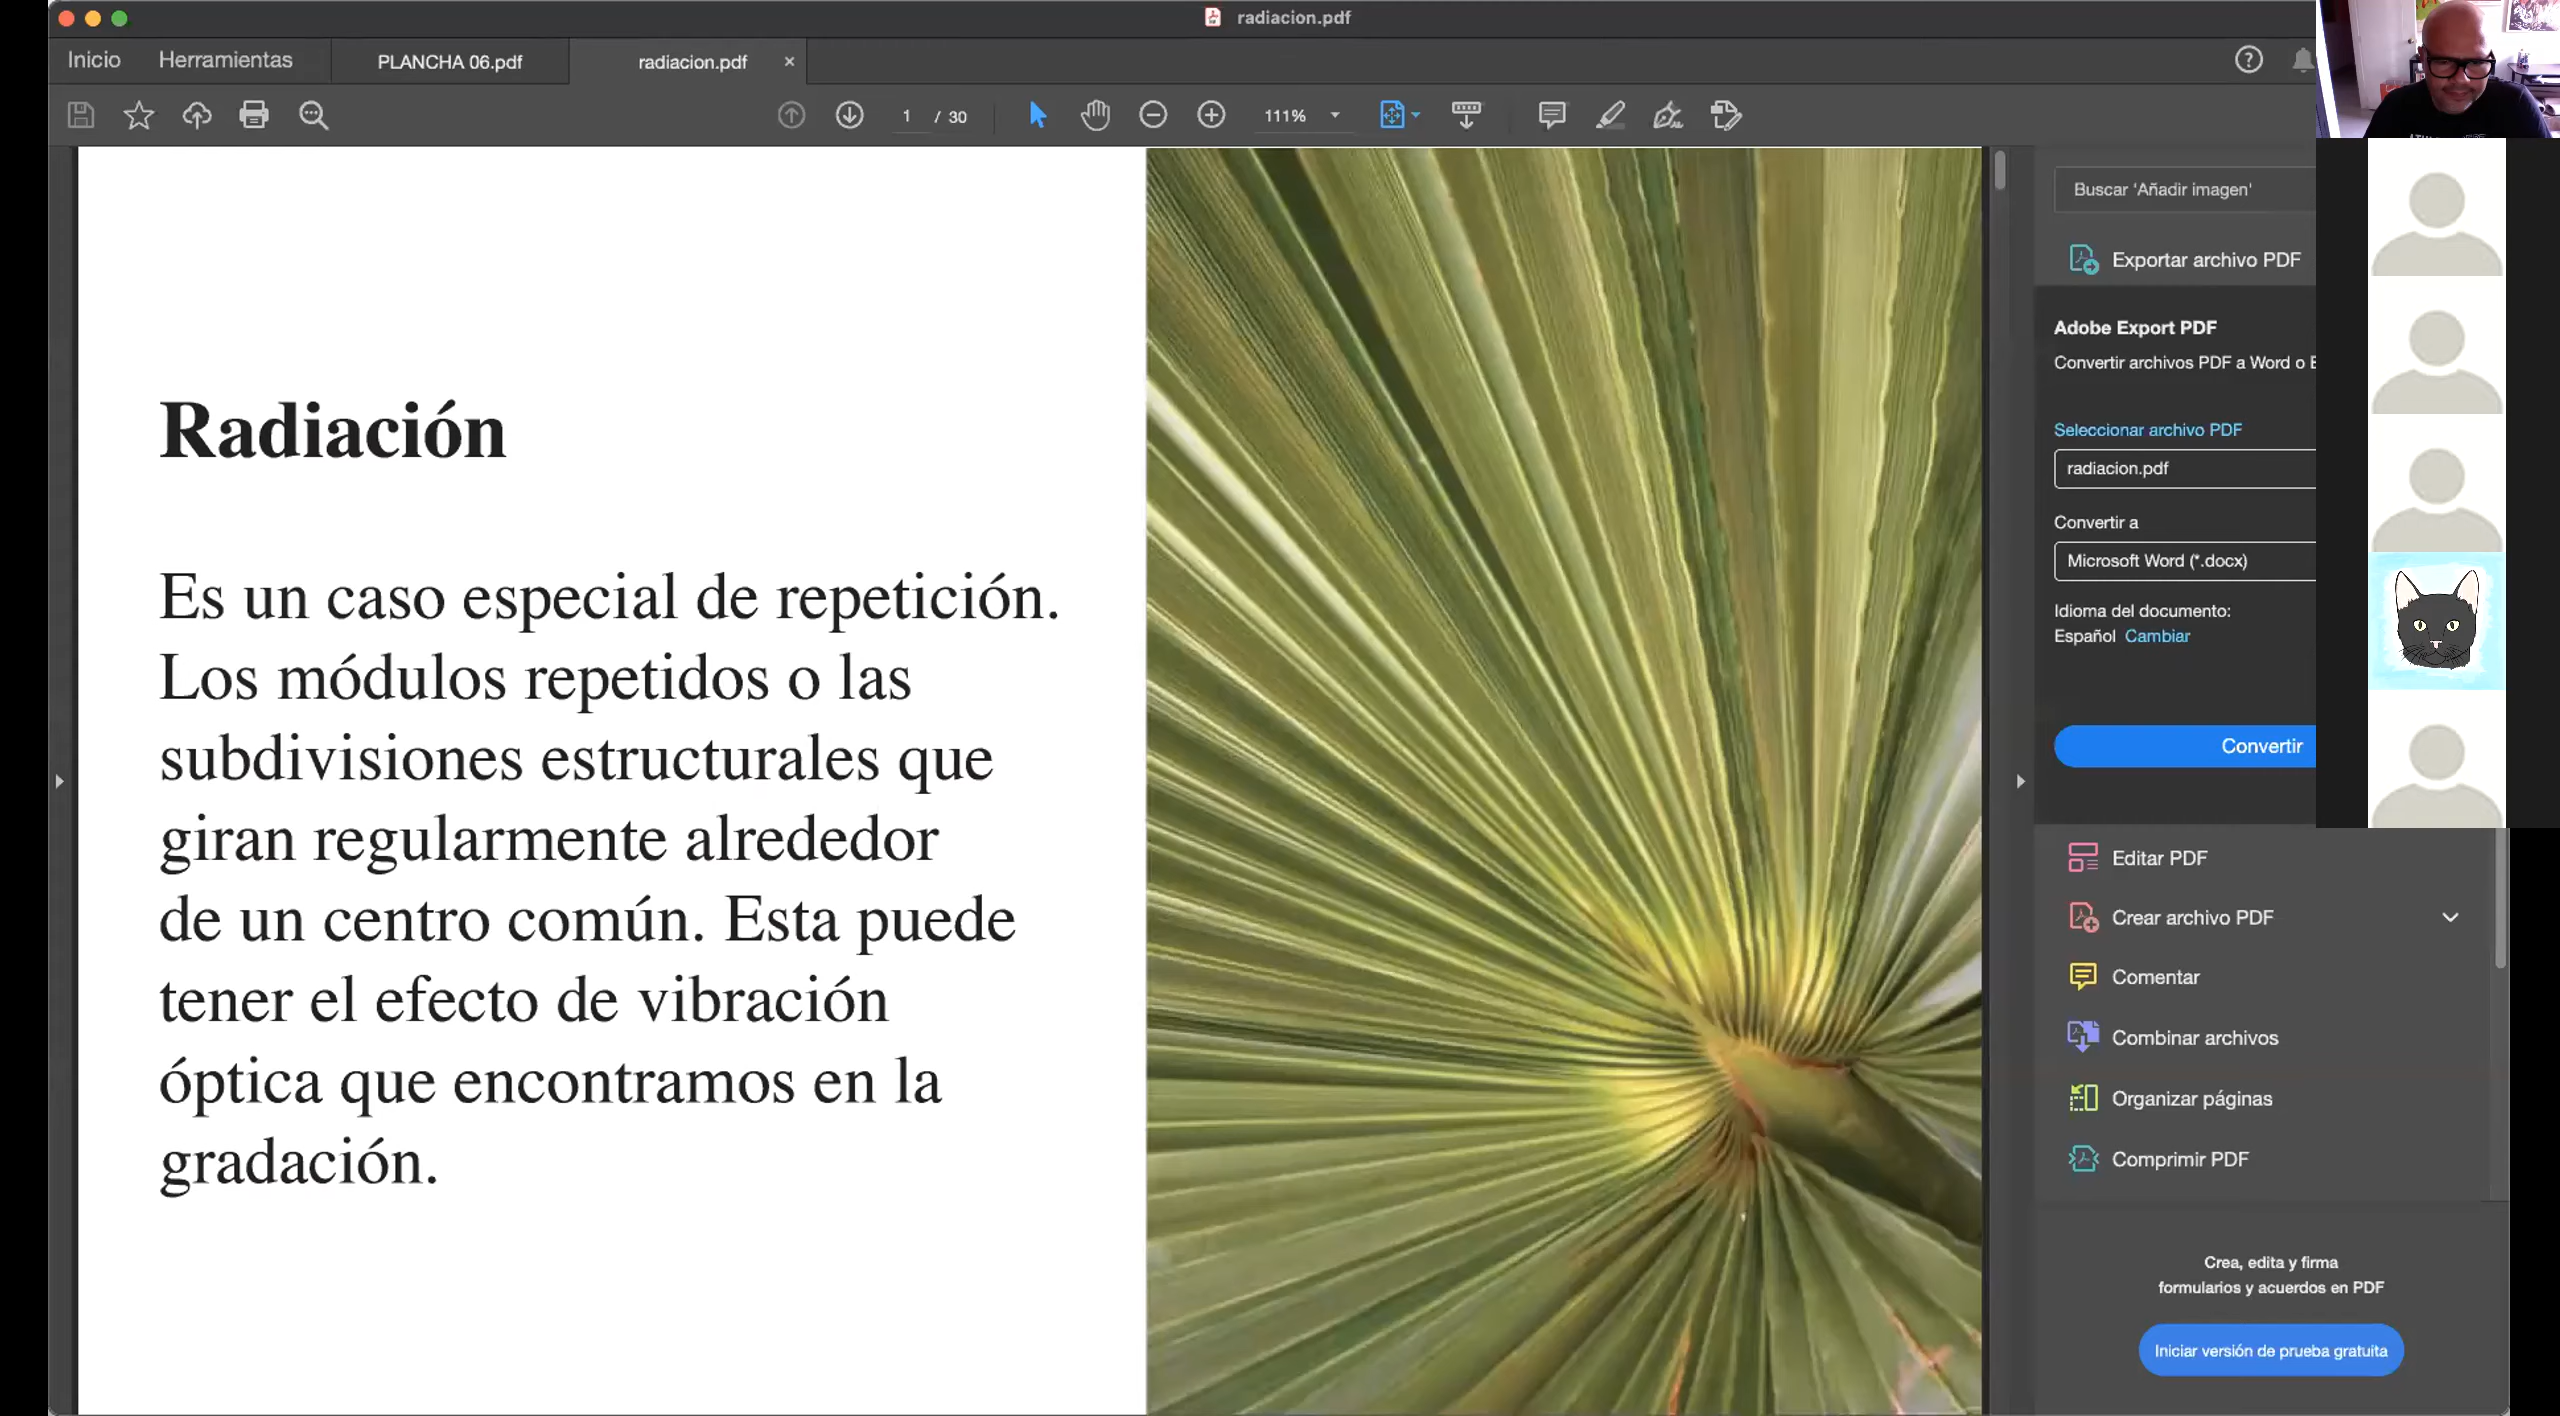 radiacion.pdf
Inicio
Herramientas
PLANCHA 06.pdf
radiacion.pdf
×
?
1 / 30
111%
Radiación
Es un caso especial de repetición.
Los módulos repetidos o las
subdivisiones estructurales que
giran regularmente alrededor
de un centro común. Esta puede
tener el efecto de vibración
óptica que encontramos en la
gradación.
Buscar 'Añadir imagen'
Exportar archivo PDF
Adobe Export PDF
Convertir archivos PDF a Word o E
Seleccionar archivo PDF
radiacion.pdf
Convertir a
Microsoft Word (*.docx)
Idioma del documento:
Español Cambiar
Convertir
Editar PDF
Crear archivo PDF
Comentar
Combinar archivos
Organizar páginas
Comprimir PDF
Crea, edita y firma
formularios y acuerdos en PDF
Iniciar versión de prueba gratuita